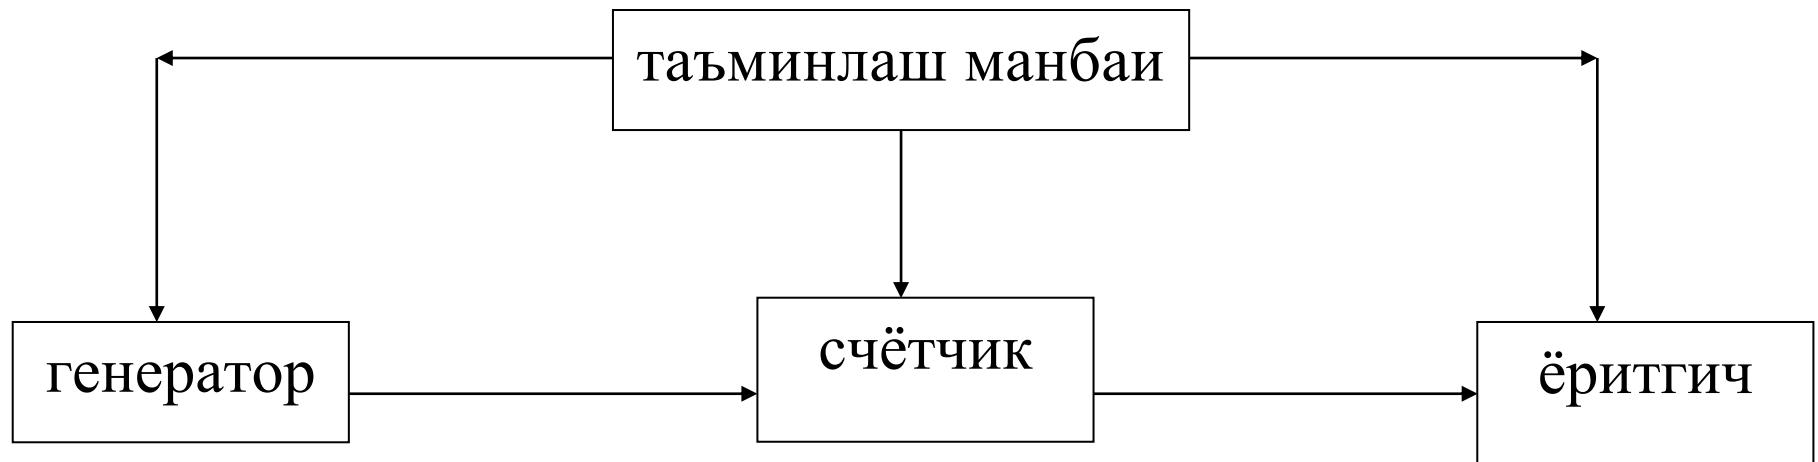 таъминлаш манбаи
генератор
счётчик
ёритгич